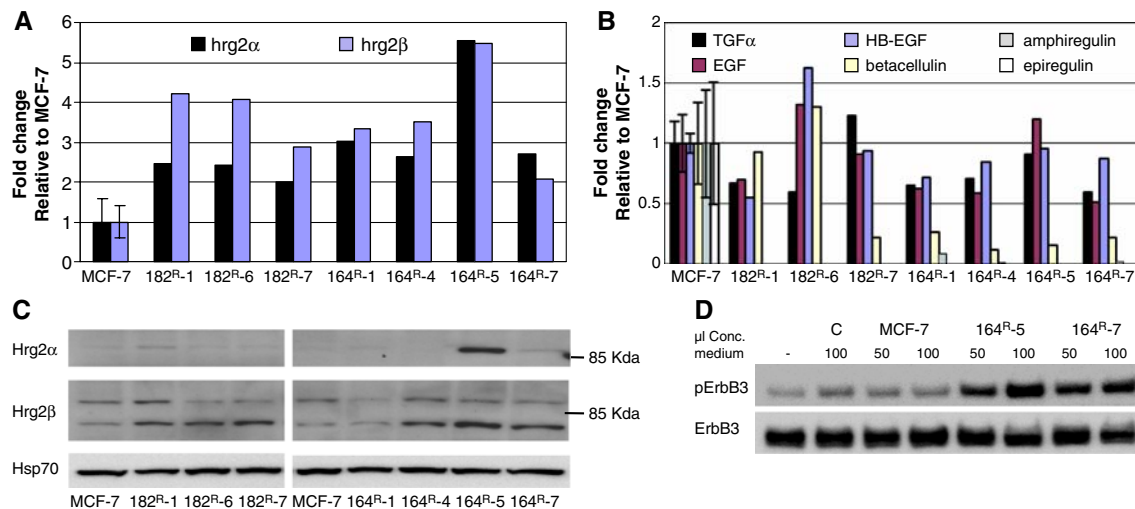 A
Fold change
Relative to MCF-7
6
5
4
3
2
1
0
hrg2α
hrg2β
MCF-7 182ᴿ-1 182ᴿ-6 182ᴿ-7 164ᴿ-1 164ᴿ-4 164ᴿ-5 164ᴿ-7
B
Fold change
Relative to MCF-7
2
1.5
1
0.5
0
TGFα HB-EGF amphiregulin
EGF betacellulin epiregulin
MCF-7 182ᴿ-1 182ᴿ-6 182ᴿ-7 164ᴿ-1 164ᴿ-4 164ᴿ-5 164ᴿ-7
C
Hrg2α
85 Kda
Hrg2β
85 Kda
Hsp70
MCF-7 182ᴿ-1 182ᴿ-6 182ᴿ-7 MCF-7 164ᴿ-1 164ᴿ-4 164ᴿ-5 164ᴿ-7
D
C MCF-7 164ᴿ-5 164ᴿ-7
µl Conc.
medium - 100 50 100 50 100 50 100
pErbB3
ErbB3